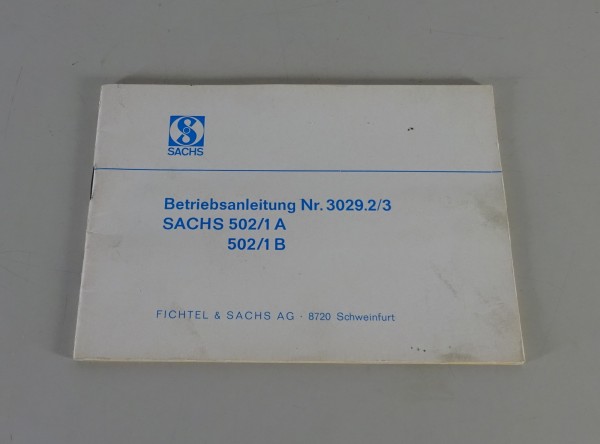 SACHS
Betriebsanleitung Nr. 3029.2/3
SACHS 502/1 A
502/1 B
FICHTEL & SACHS AG · 8720 Schweinfurt